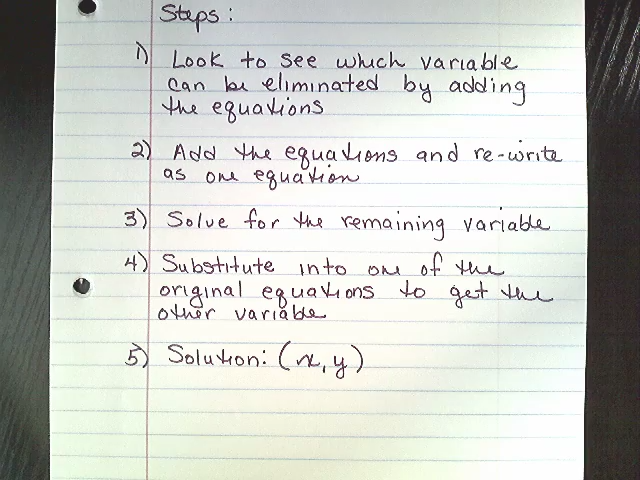 Steps:
1) Look to see which variable
can be eliminated by adding
the equations
2) Add the equations and re-write
as one equation
3) Solve for the remaining variable
4) Substitute into one of the
original equations to get the
other variable
5) Solution: (x, y)